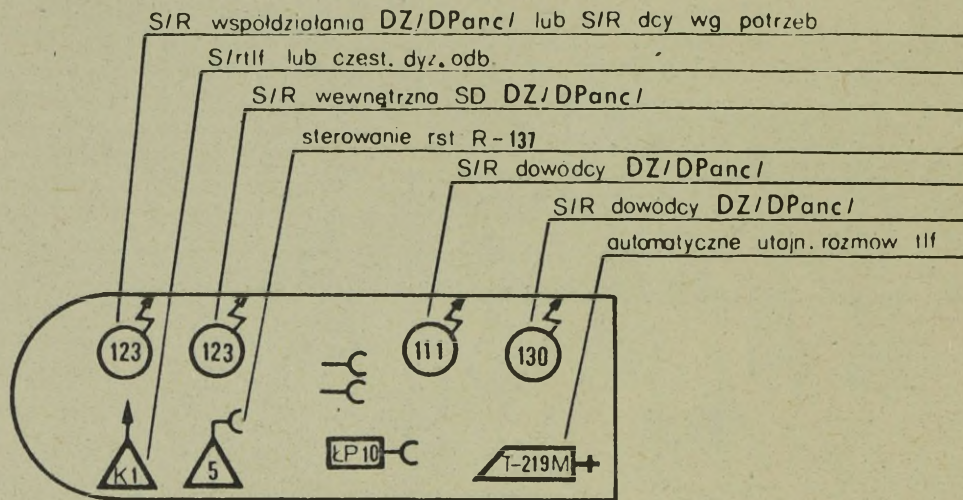 S/R współdziałania DZ/DPanc/ lub S/R dcy wg potrzeb
S/rtlf lub częst. dyż. odb.
S/R wewnętrzna SD DZ/DPanc/
sterowanie rst R-137
S/R dowódcy DZ/DPanc/
S/R dowódcy DZ/DPanc/
automatyczne utajn. rozmów tlf
123
123
111
130
K1
5
ŁP10
T-219M